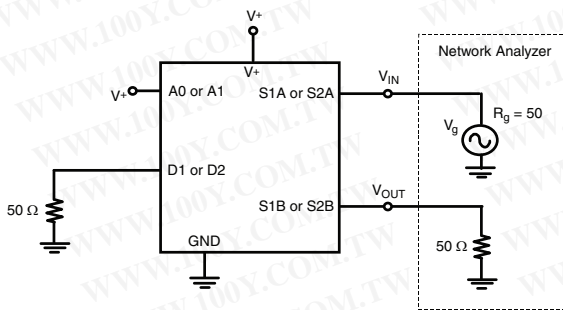 V+
V+
V+
A0 or A1
S1A or S2A
VIN
Network Analyzer
Vg
Rg = 50
D1 or D2
50 Ω
S1B or S2B
VOUT
50 Ω
GND
WWW.100Y.COM.TW